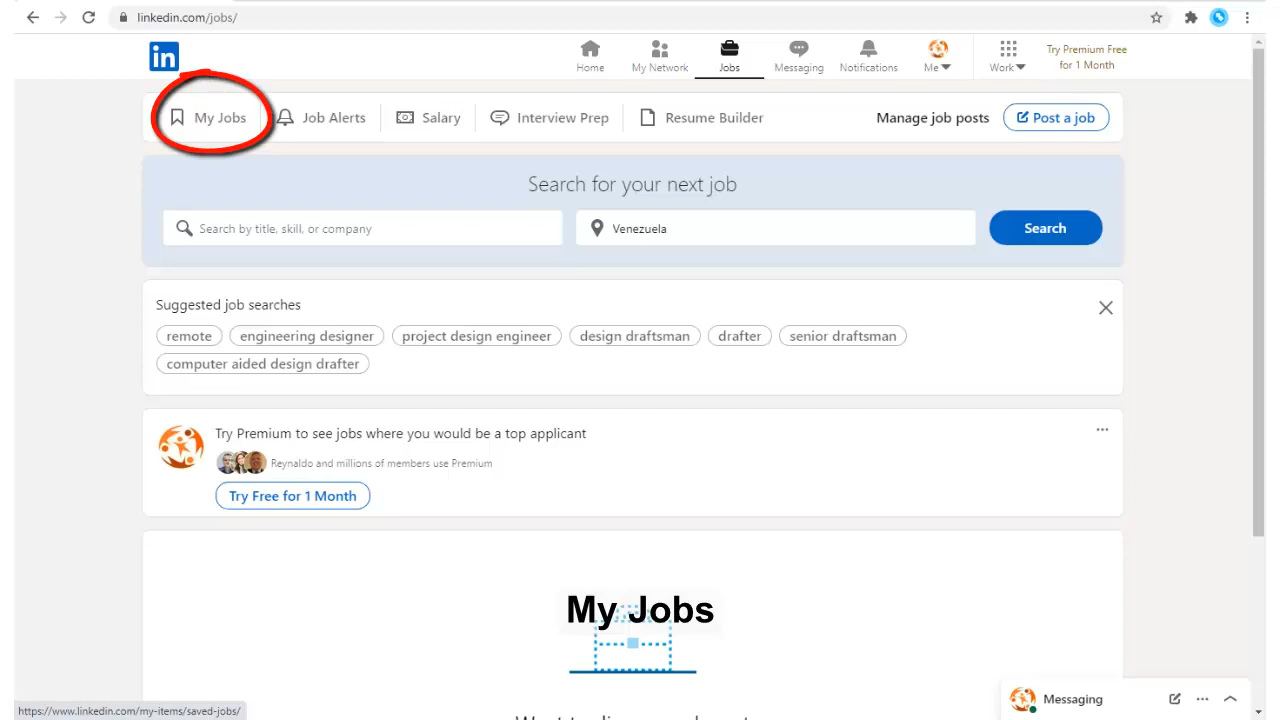 linkedin.com/jobs/
in
Home
My Network
Jobs
Messaging
Notifications
Me
Work
Try Premium Free
for 1 Month
My Jobs
Job Alerts
Salary
Interview Prep
Resume Builder
Manage job posts
Post a job
Search for your next job
Search by title, skill, or company
Venezuela
Search
Suggested job searches
remote
engineering designer
project design engineer
design draftsman
drafter
senior draftsman
computer aided design drafter
Try Premium to see jobs where you would be a top applicant
Reynaldo and millions of members use Premium
Try Free for 1 Month
My Jobs
Messaging
https://www.linkedin.com/my-items/saved-jobs/